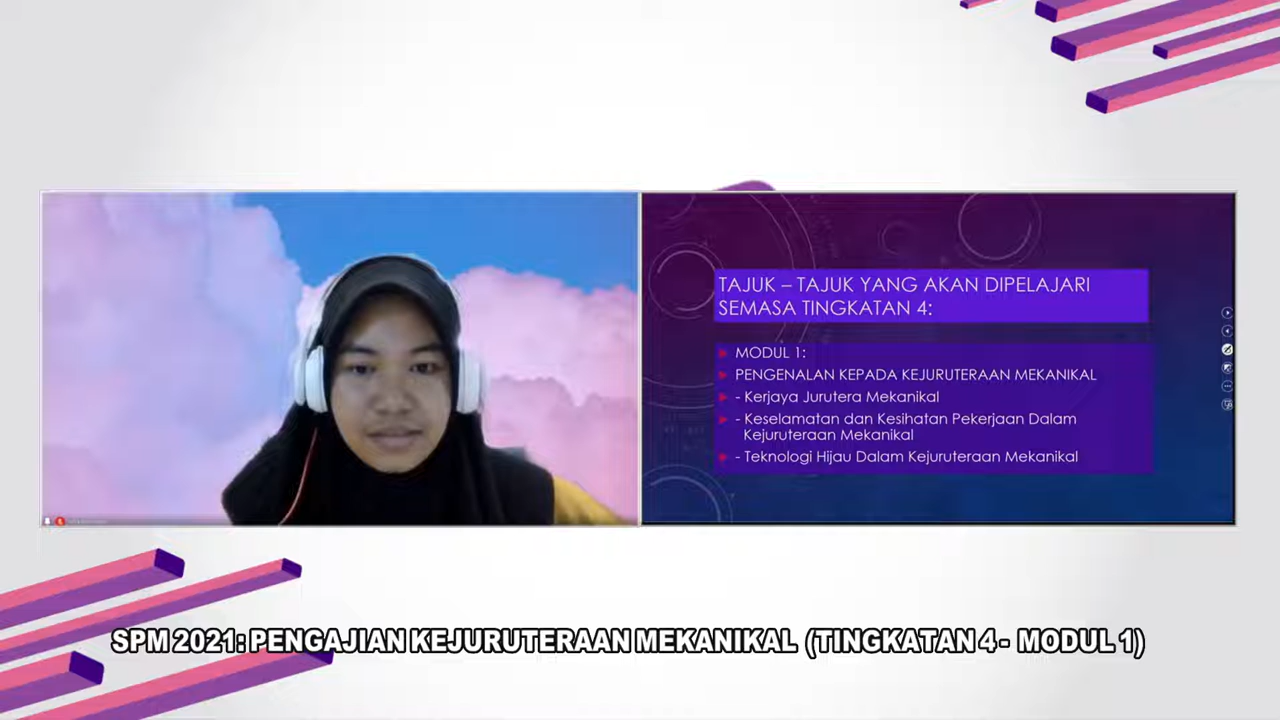 TAJUK – TAJUK YANG AKAN DIPELAJARI
SEMASA TINGKATAN 4:
MODUL 1:
PENGENALAN KEPADA KEJURUTERAAN MEKANIKAL
- Kerjaya Jurutera Mekanikal
- Keselamatan dan Kesihatan Pekerjaan Dalam
Kejuruteraan Mekanikal
- Teknologi Hijau Dalam Kejuruteraan Mekanikal
SPM 2021: PENGAJIAN KEJURUTERAAN MEKANIKAL (TINGKATAN 4 - MODUL 1)